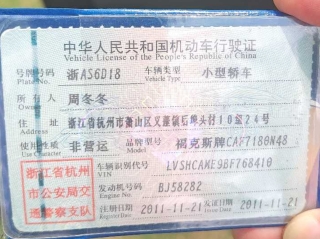 中华人民共和国机动车行驶证
Vehicle License of the People's Republic of China
号牌号码 浙AS6D18 车辆类型 小型轿车
Plate No. Vehicle Type
所有人 周冬冬
Owner
住址 浙江省杭州市萧山区义蓬镇后埠头村10组24号
Address
使用性质 非营运 品牌型号 福克斯牌CAF7180N48
Use Character
浙江省杭州
市公安局交
通警察支队
车辆识别代号 LVSHCAME9BF768410
VIN
发动机号码 BJ58282
Engine No.
注册日期 2011-11-21 发证日期 2011-11-21
Register Date Issue Date